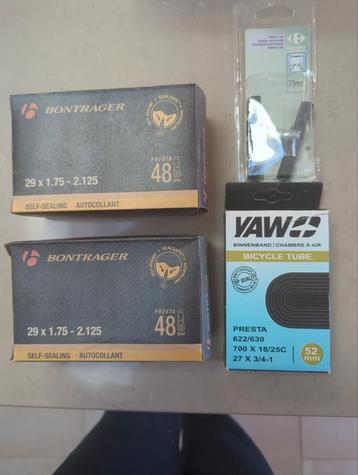 BONTRAGER
29 x 1.75 - 2.125
PRESTA
48
SELF-SEALING AUTOCOLLANT
BONTRAGER
29 x 1.75 - 2.125
PRESTA
48
SELF-SEALING AUTOCOLLANT
70mm
YAW
BINNENBAND | CHAMBRE À AIR
BICYCLE TUBE
PRESTA
622/630
700 X 18/25C
27 X 3/4-1
52
mm